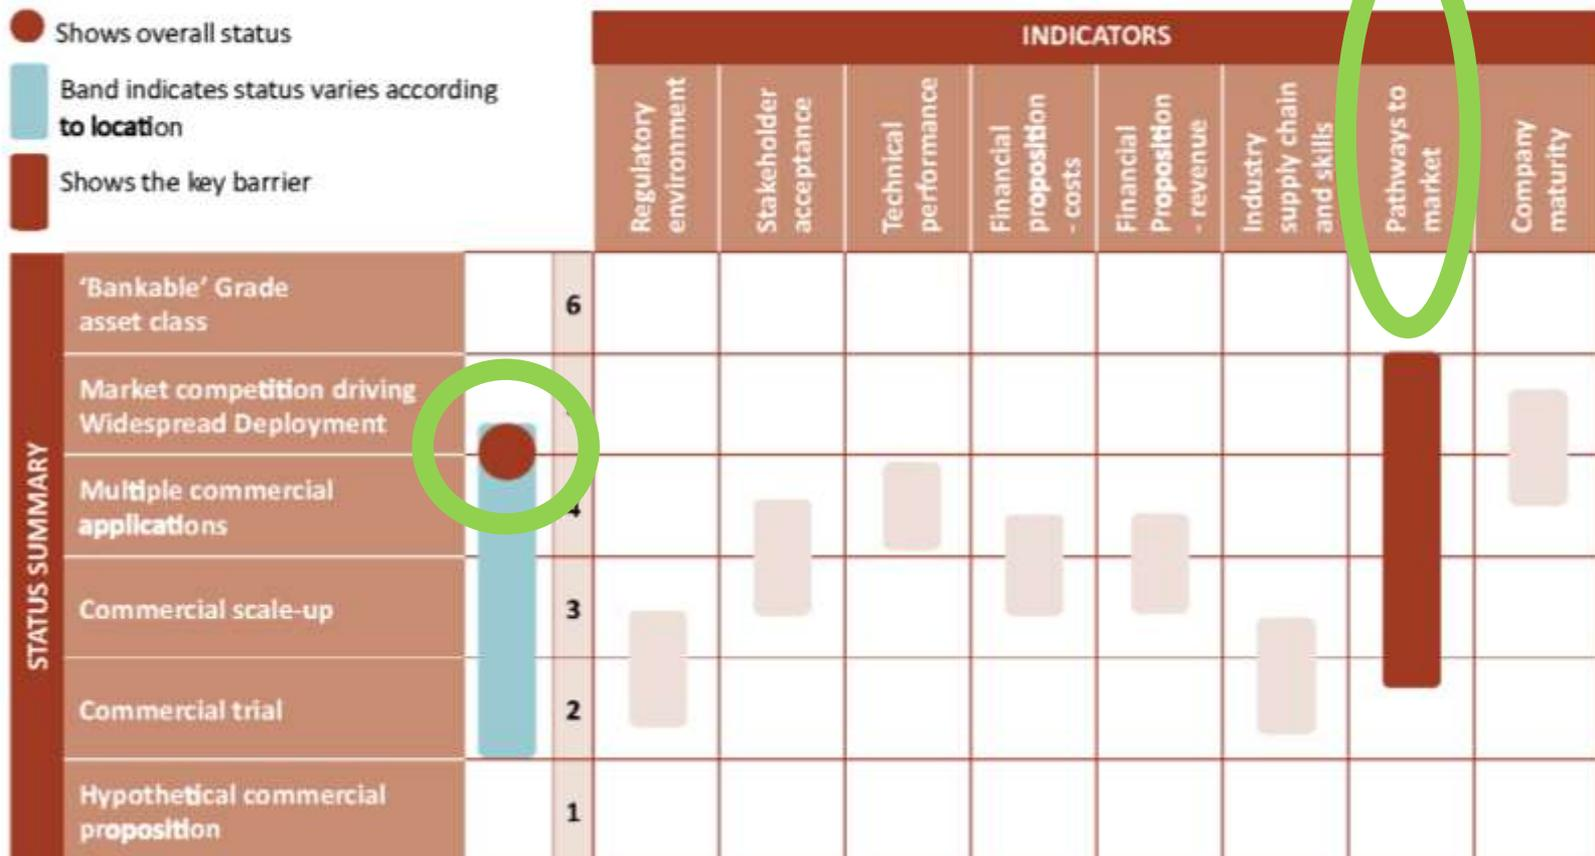 Shows overall status
Band indicates status varies according
to location
Shows the key barrier
INDICATORS
Regulatory
environment
Stakeholder
acceptance
Technical
performance
Financial
proposition
- costs
Financial
Proposition
- revenue
Industry
supply chain
and skills
Pathways to
market
Company
maturity
STATUS SUMMARY
‘Bankable’ Grade
asset class
6
Market competition driving
Widespread Deployment
Multiple commercial
applications
4
Commercial scale-up
3
Commercial trial
2
Hypothetical commercial
proposition
1